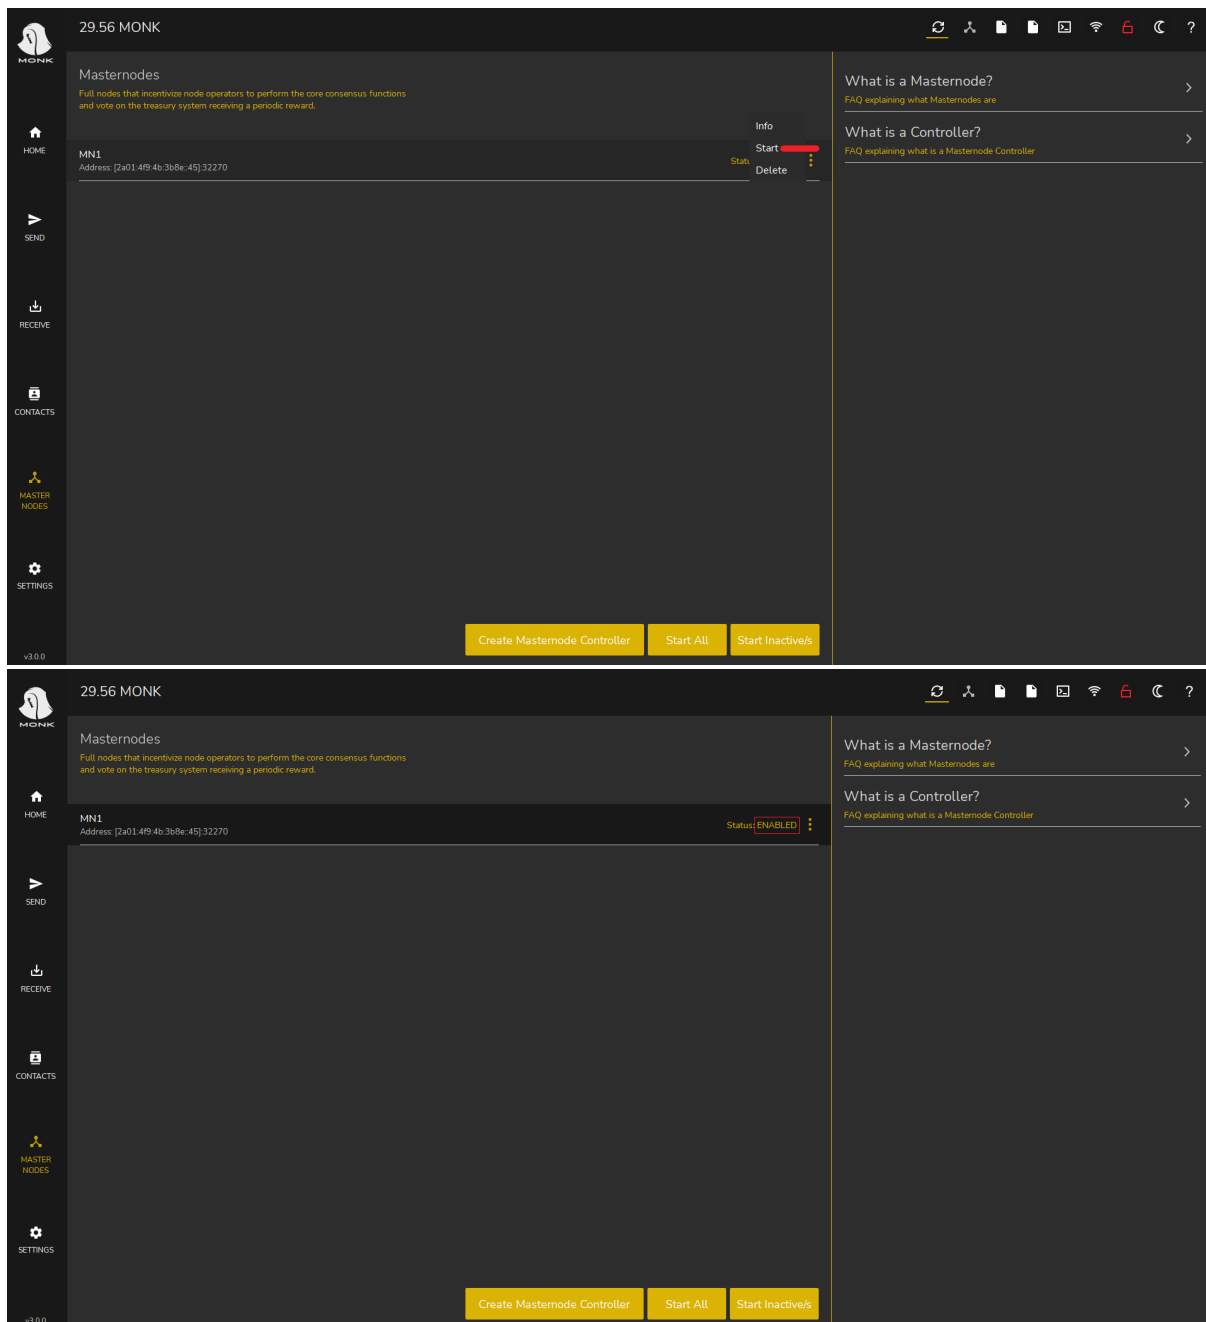 29.56 MONK
MONK
Masternodes
Full nodes that incentivize node operators to perform the core consensus functions
and vote on the treasury system receiving a periodic reward.
What is a Masternode?
FAQ explaining what Masternodes are
What is a Controller?
FAQ explaining what is a Masternode Controller
Info
Start
Delete
MN1
Address: [2a01:4f9:4b:3b8e::45]:32270
HOME
SEND
RECEIVE
CONTACTS
MASTER
NODES
SETTINGS
v3.0.0
Create Masternode Controller
Start All
Start Inactive/s
29.56 MONK
MONK
Masternodes
Full nodes that incentivize node operators to perform the core consensus functions
and vote on the treasury system receiving a periodic reward.
What is a Masternode?
FAQ explaining what Masternodes are
What is a Controller?
FAQ explaining what is a Masternode Controller
MN1
Address: [2a01:4f9:4b:3b8e::45]:32270
Status: ENABLED
HOME
SEND
RECEIVE
CONTACTS
MASTER
NODES
SETTINGS
v3.0.0
Create Masternode Controller
Start All
Start Inactive/s